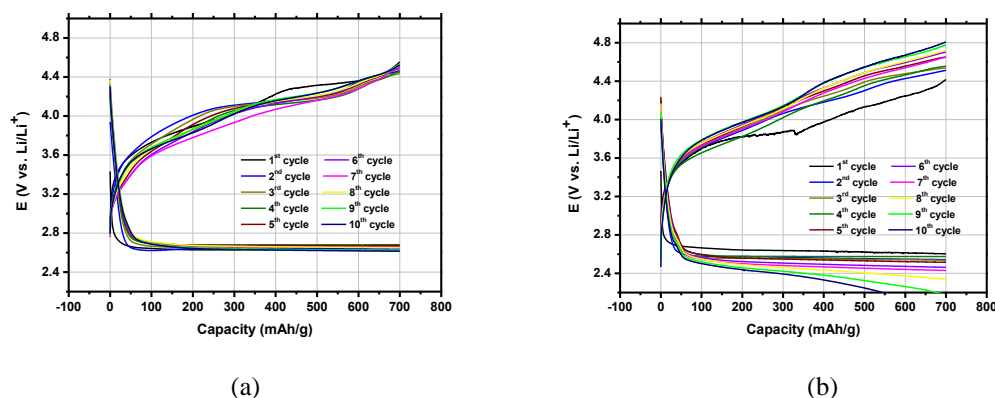 (a)
(b)
E (V vs. Li/Li+)
4.8
4.4
4.0
3.6
3.2
2.8
2.4
1st cycle
2nd cycle
3rd cycle
4th cycle
5th cycle
6th cycle
7th cycle
8th cycle
9th cycle
10th cycle
-100 0 100 200 300 400 500 600 700 800
Capacity (mAh/g)
E (V vs. Li/Li+)
4.8
4.4
4.0
3.6
3.2
2.8
2.4
1st cycle
2nd cycle
3rd cycle
4th cycle
5th cycle
6th cycle
7th cycle
8th cycle
9th cycle
10th cycle
-100 0 100 200 300 400 500 600 700 800
Capacity (mAh/g)
(a)
(b)